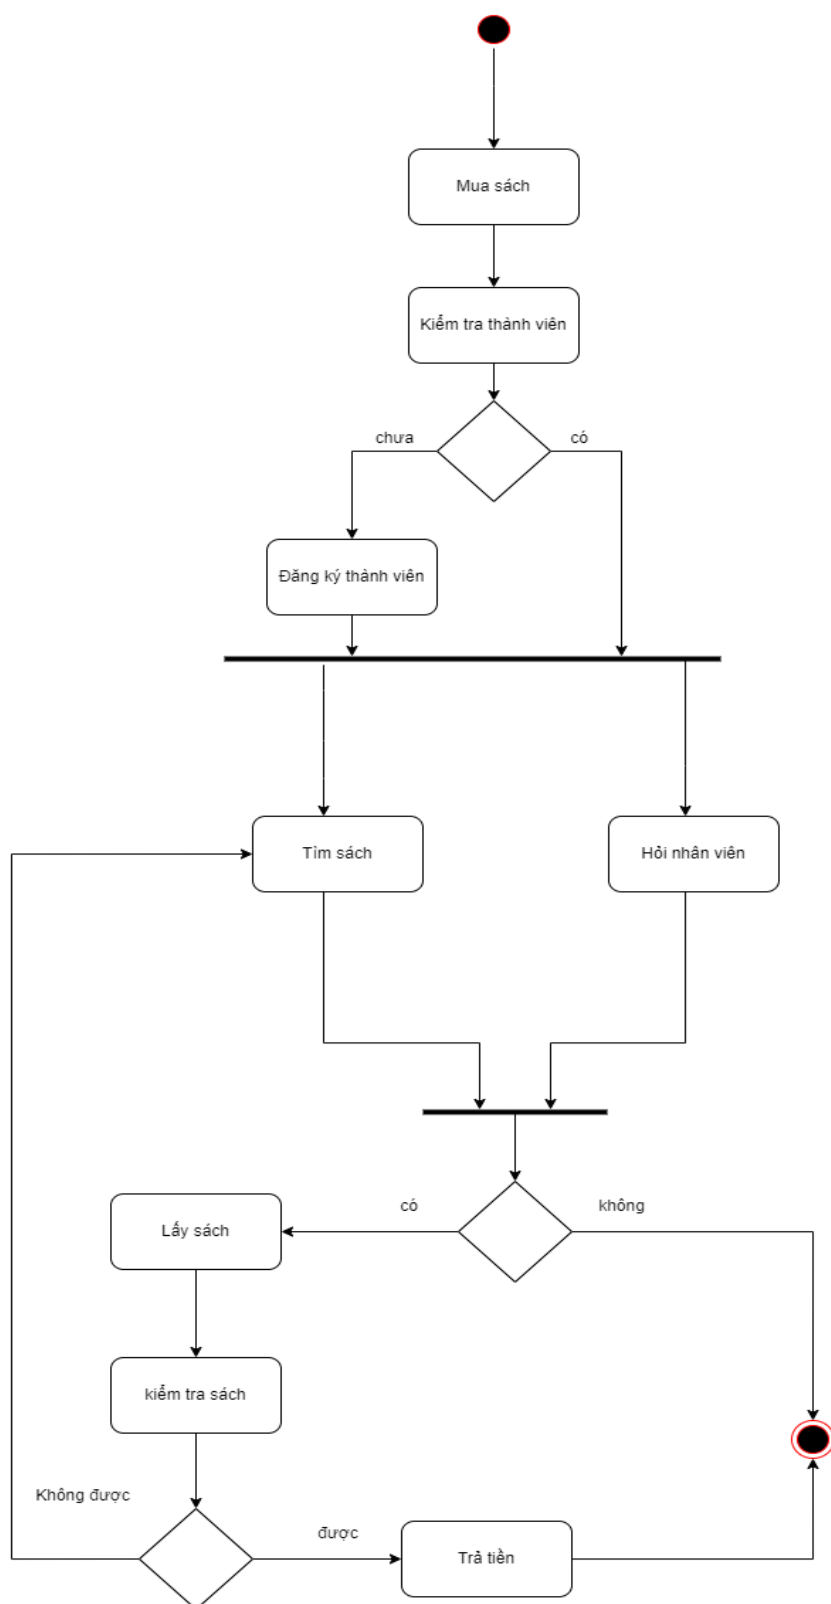 Mua sách
Kiểm tra thành viên
chưa
có
Đăng ký thành viên
Tìm sách
Hỏi nhân viên
có
không
Lấy sách
kiểm tra sách
Không được
được
Trả tiền